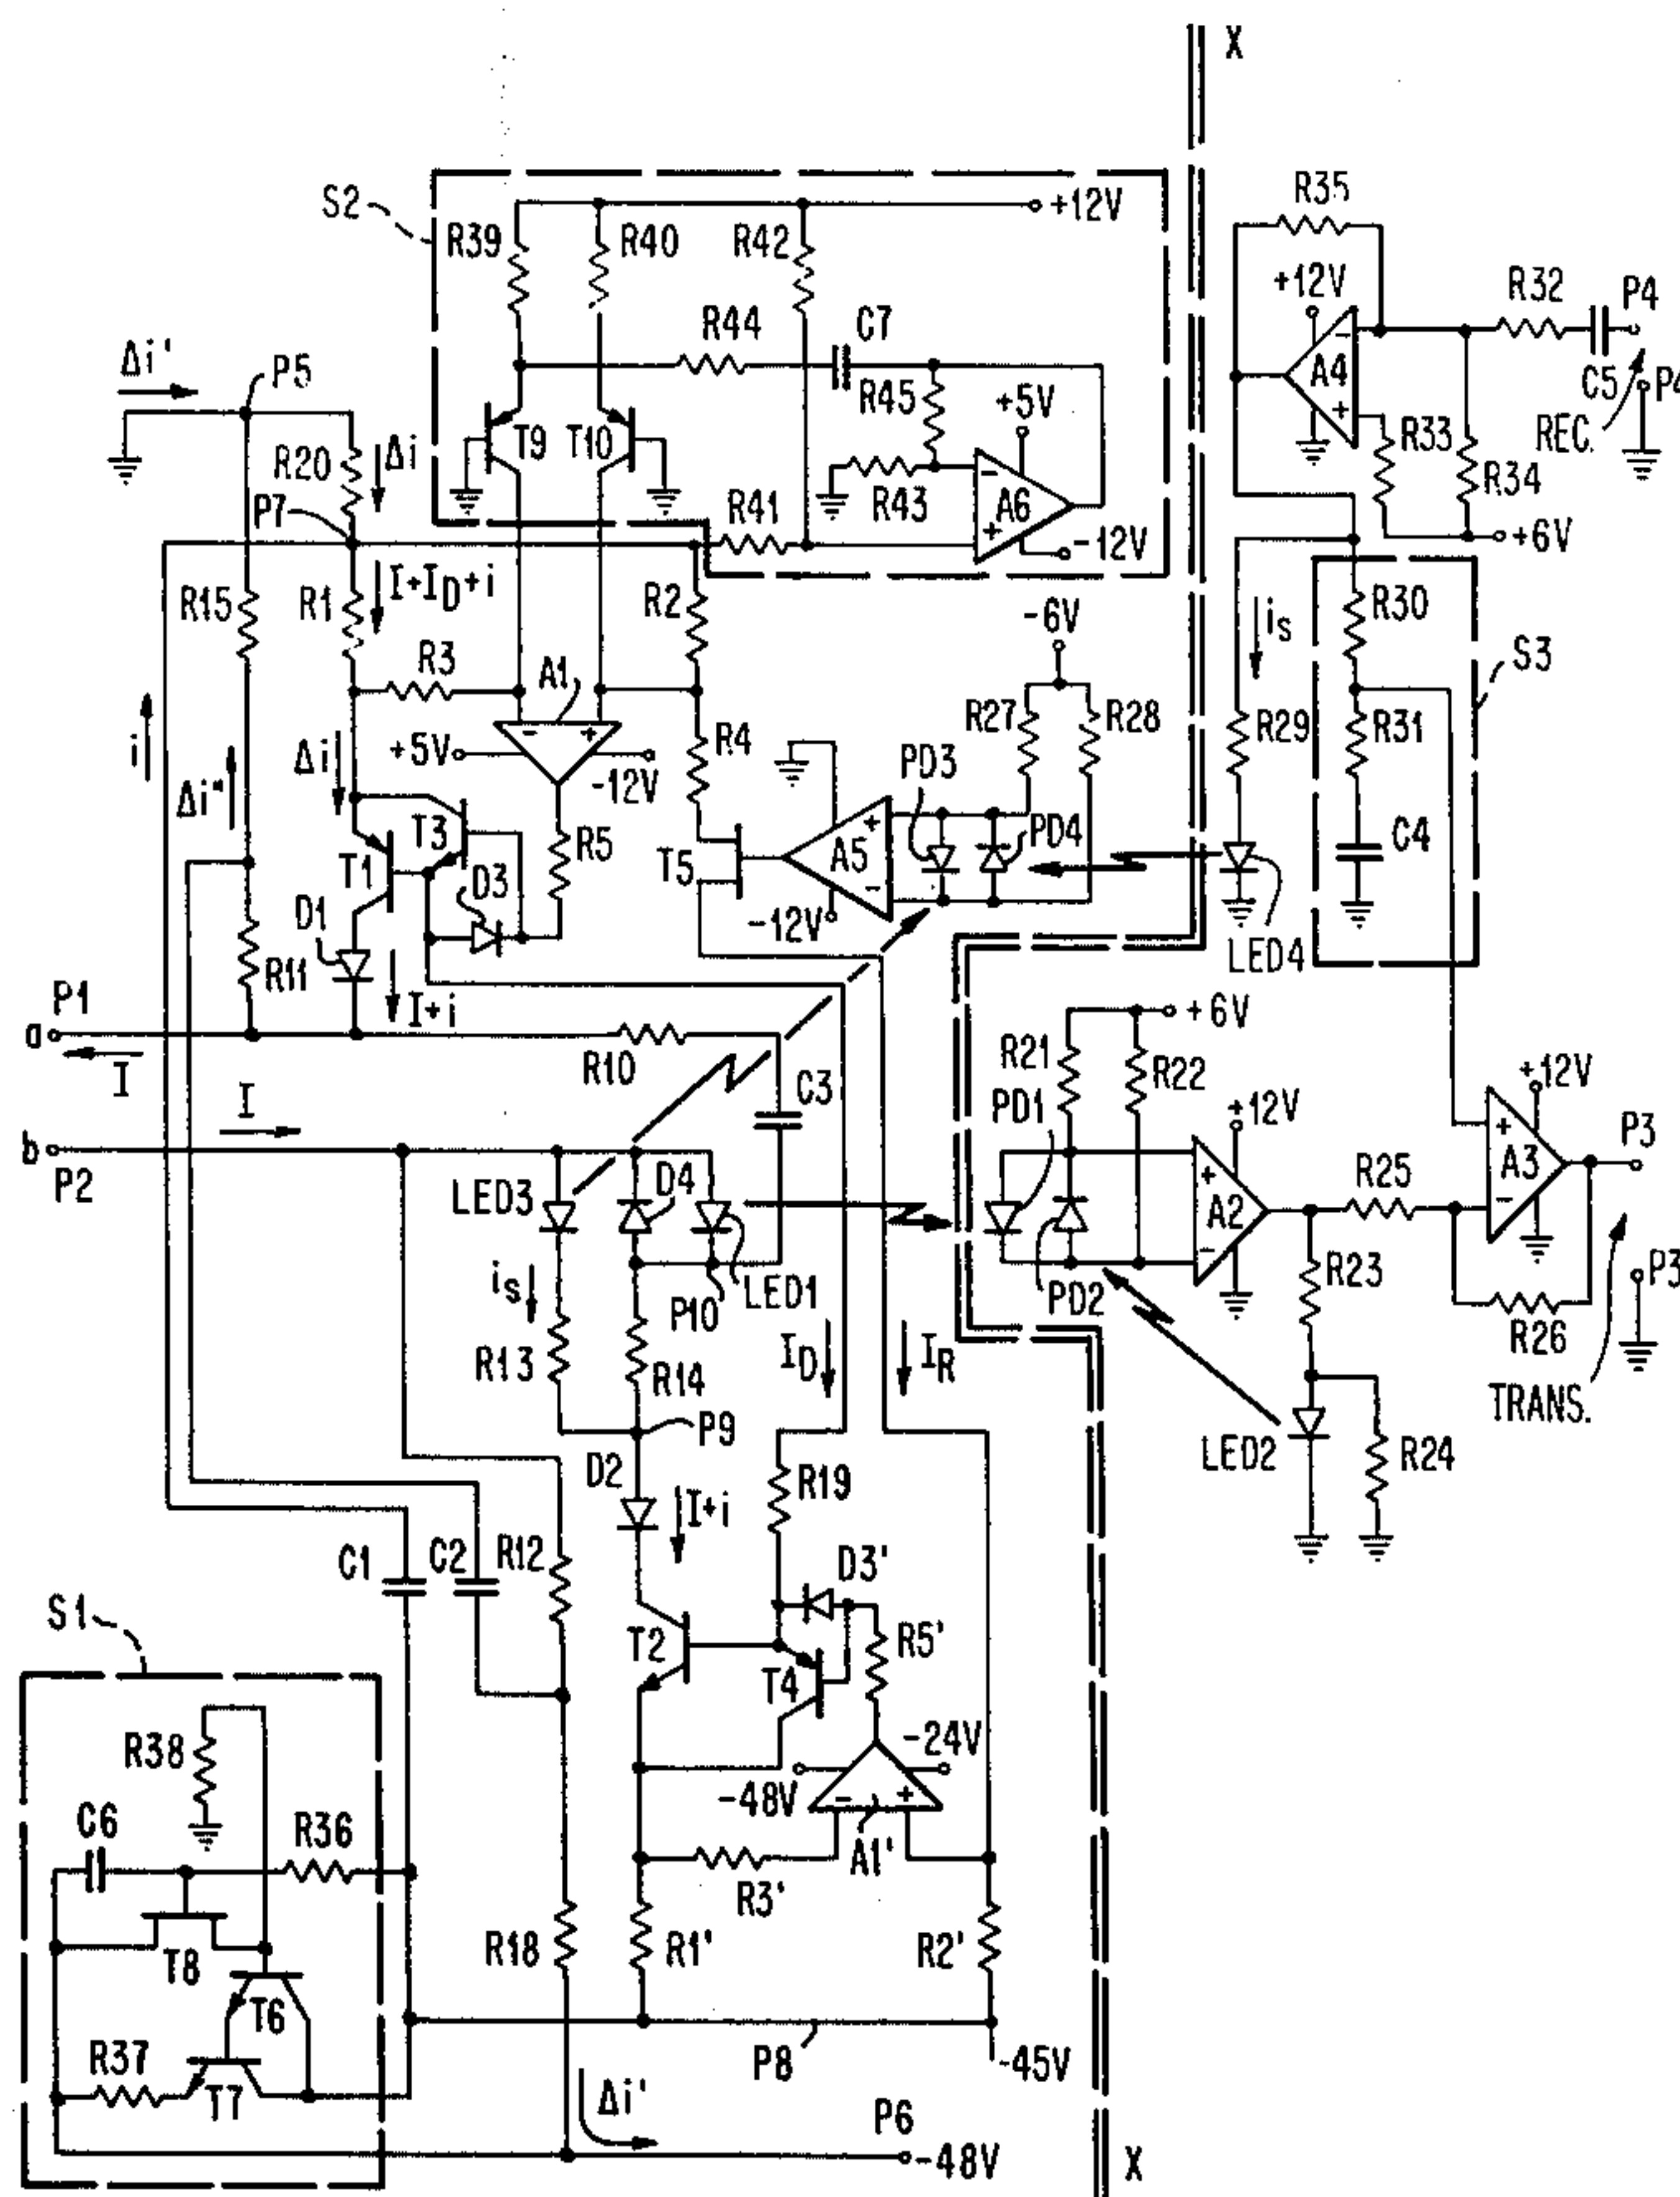 X
S2
+12V
R39
R40
R42
R35
+12V
R32
P4
R44
C7
Δi'
P5
R45
+5V
A4
C5
P4
T9
T10
R33
REC.
R20
Δi
R43
A6
R34
P7
R41
-12V
+6V
R15
R1
I+I_D+i
R2
-6V
R30
i_s
S3
R3
A1
R27
R28
R29
R31
i
+5V
-12V
R4
PD3
Δi"
Δi
T3
R5
PD4
C4
T1
T5
A5
D3
D1
-12V
LED4
R11
P1
I+i
+6V
a
I
R10
R21
R22
I
C3
PD1
+12V
+12V
b
P2
LED3
D4
P3
R25
A3
A2
i_s
P10
LED1
PD2
R23
P3
R13
R14
I_D
I_R
R26
P9
TRANS.
D2
R19
LED2
R24
I+i
C1
C2
R12
D3'
S1
T2
R5'
T4
R38
-24V
-48V
C6
R36
A1'
R3'
R18
R1'
R2'
T8
T6
R37
P8
-45V
T7
Δi'
P6
-48V
X